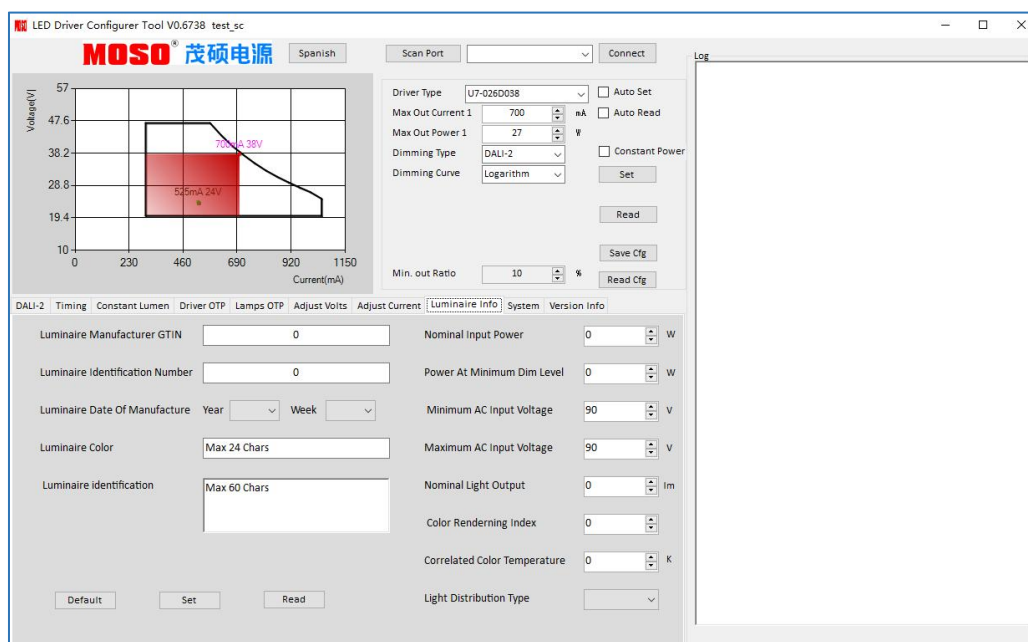 MOSO LED Driver Configurer Tool V0.6738 test_sc
MOSO® 茂硕电源 Spanish Scan Port Connect Log
Voltage[V]
57
47.6
38.2
28.8
19.4
10
0 230 460 690 920 1150
Current(mA)
700mA 38V
525mA 24V
Driver Type U7-026D038 Auto Set
Max Out Current 1 700 mA Auto Read
Max Out Power 1 27 W
Dimming Type DALI-2 Constant Power
Dimming Curve Logarithm Set
Read
Save Cfg
Min. out Ratio 10 % Read Cfg
DALI-2 Timing Constant Lumen Driver OTP Lamps OTP Adjust Volts Adjust Current Luminaire Info System Version Info
Luminaire Manufacturer GTIN 0 Nominal Input Power 0 W
Luminaire Identification Number 0 Power At Minimum Dim Level 0 W
Luminaire Date Of Manufacture Year Week Minimum AC Input Voltage 90 V
Luminaire Color Max 24 Chars Maximum AC Input Voltage 90 V
Luminaire identification Max 60 Chars Nominal Light Output 0 lm
Color Renderning Index 0
Correlated Color Temperature 0 K
Default Set Read Light Distribution Type